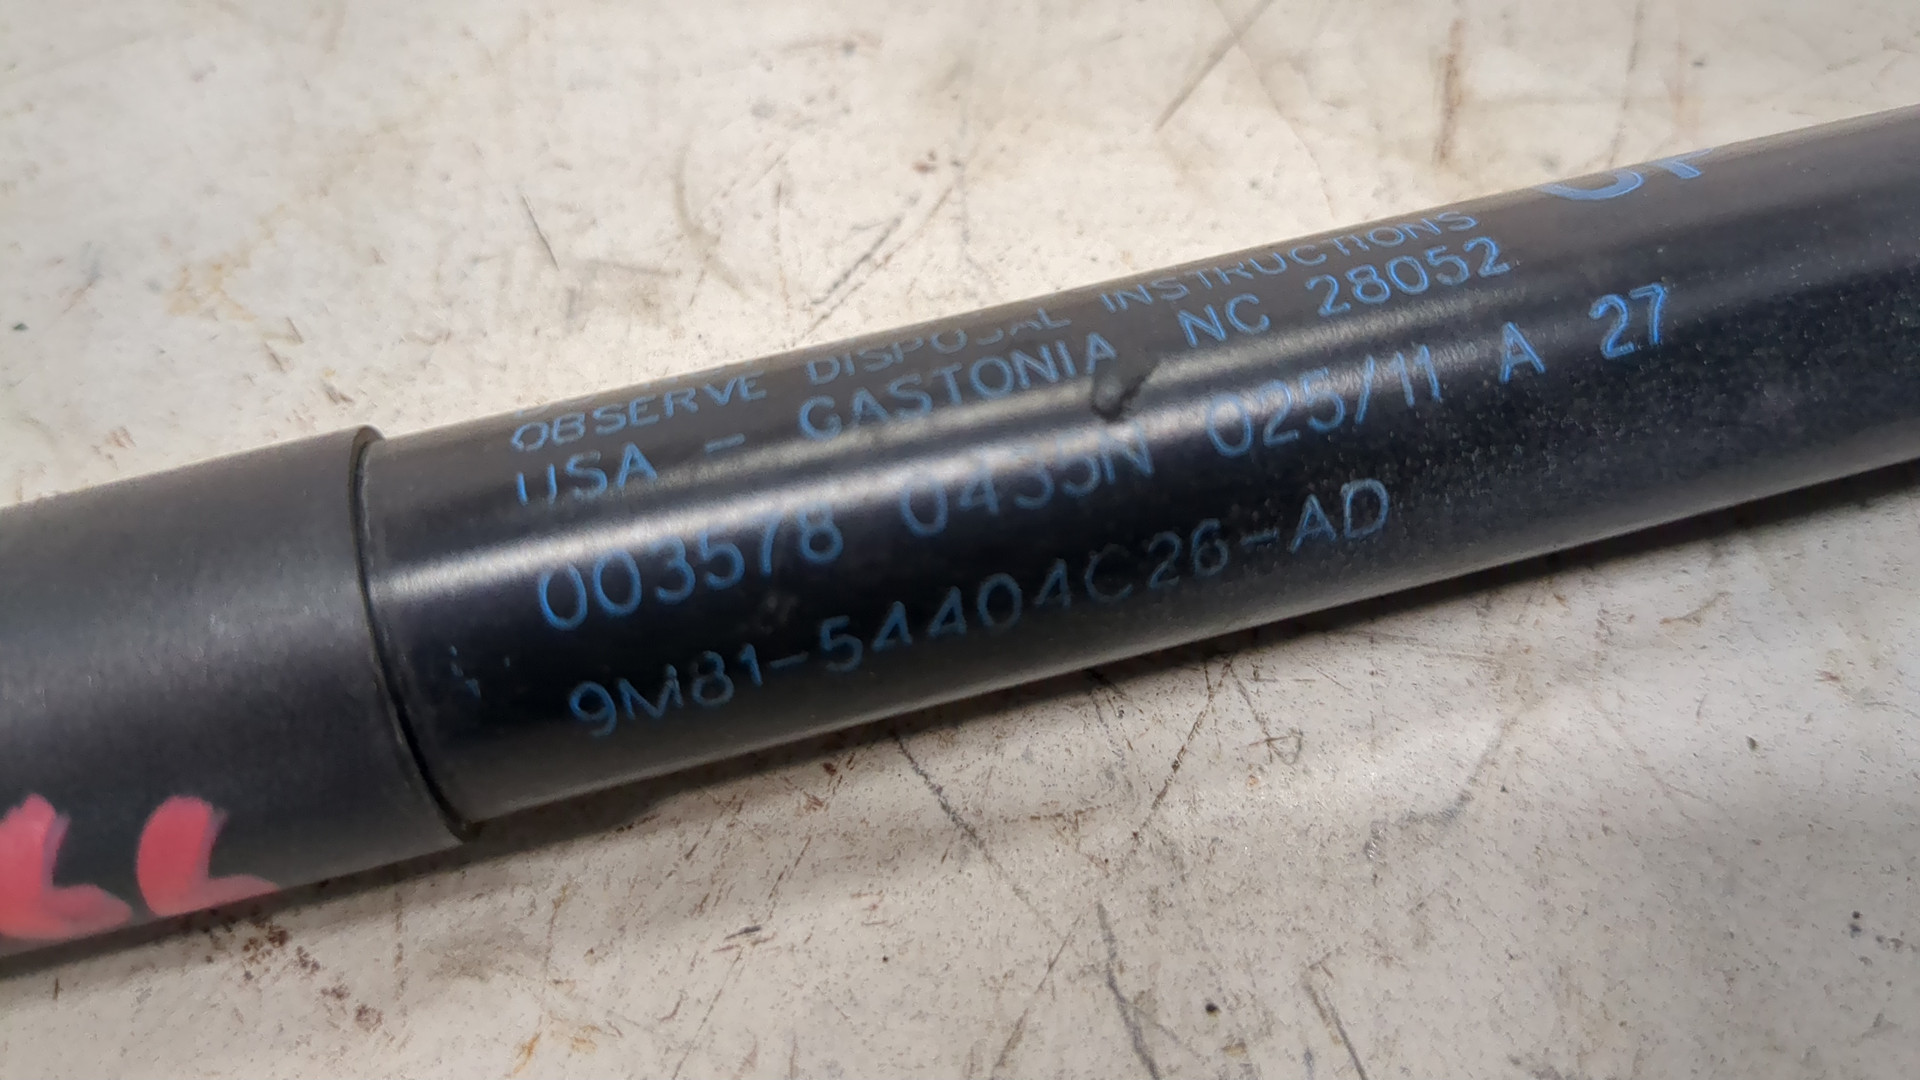 OBSERVE DISPOSAL INSTRUCTIONS
USA - GASTONIA NC 28052
003578 0435N 025/11 A 27
9M81-54404C26-AD